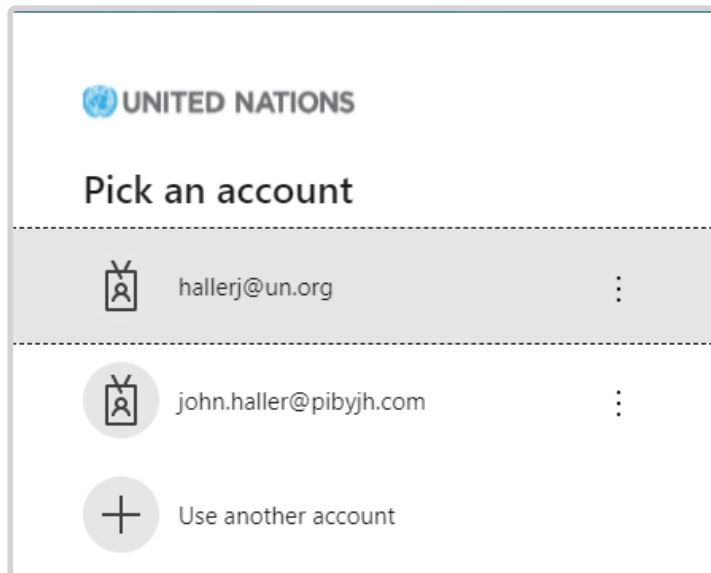 UNITED NATIONS
Pick an account
hallerj@un.org
john.haller@pibyjh.com
Use another account